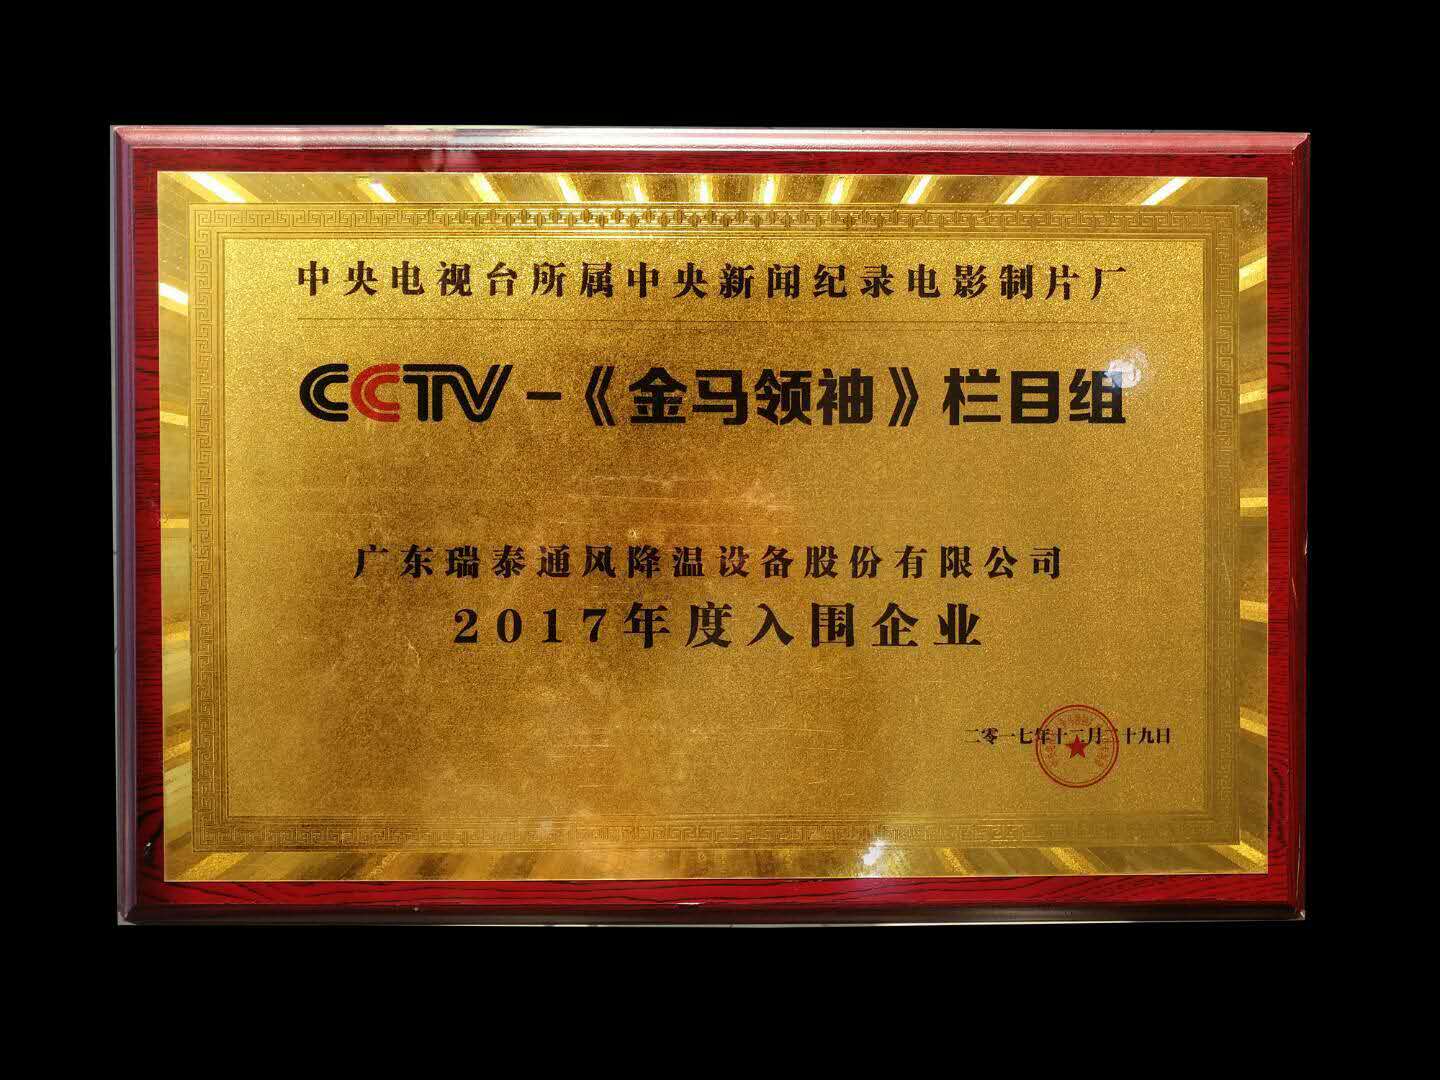 中央电视台所属中央新闻纪录电影制片厂
CCTV-《金马领袖》栏目组
广东瑞泰通风降温设备股份有限公司
2017年度入围企业
二零一七年十二月二十九日